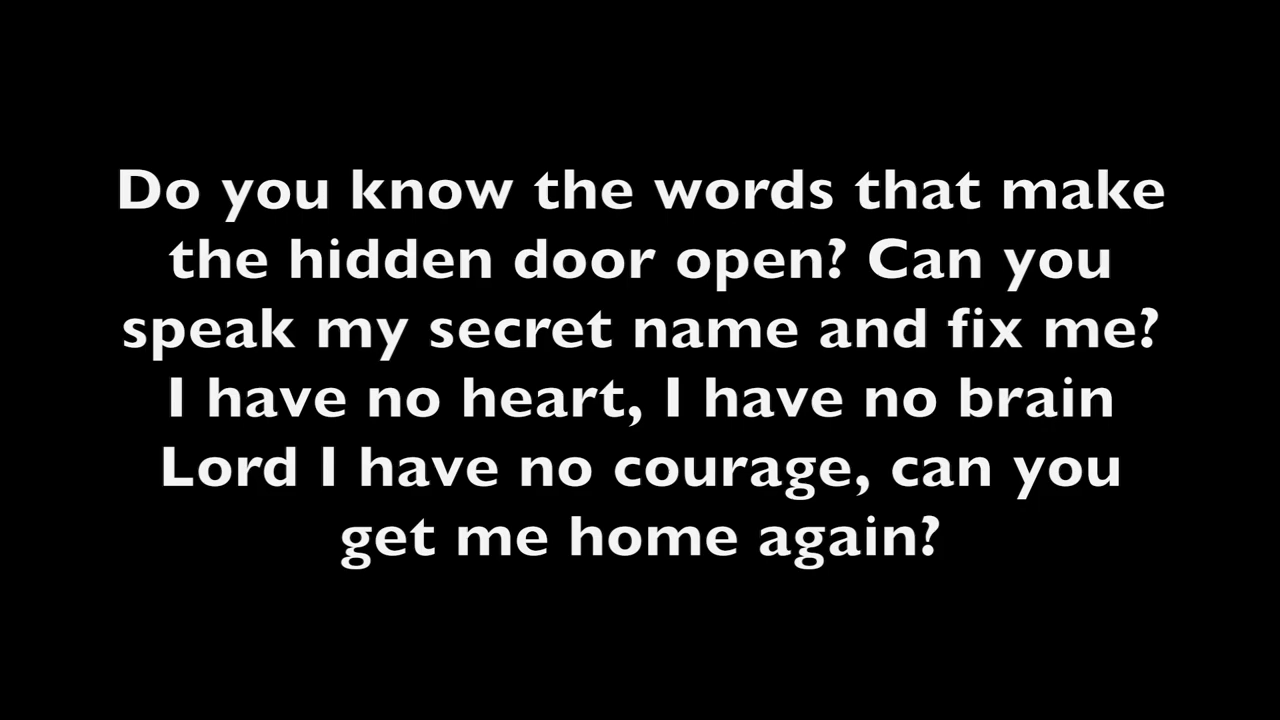 Do you know the words that make
the hidden door open? Can you
speak my secret name and fix me?
I have no heart, I have no brain
Lord I have no courage, can you
get me home again?